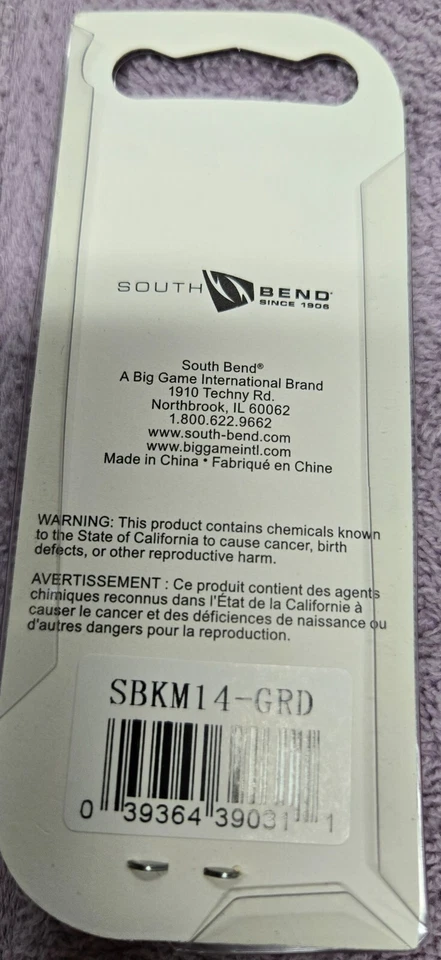 SOUTH BEND
SINCE 1906
South Bend®
A Big Game International Brand
1910 Techny Rd.
Northbrook, IL 60062
1.800.622.9662
www.south-bend.com
www.biggameintl.com
Made in China • Fabriqué en Chine
WARNING: This product contains chemicals known
to the State of California to cause cancer, birth
defects, or other reproductive harm.
AVERTISSEMENT : Ce produit contient des agents
chimiques reconnus dans l'État de la Californie à
causer le cancer et des déficiences de naissance ou
d'autres dangers pour la reproduction.
SBKM14-GRD
0 39364 39031 1